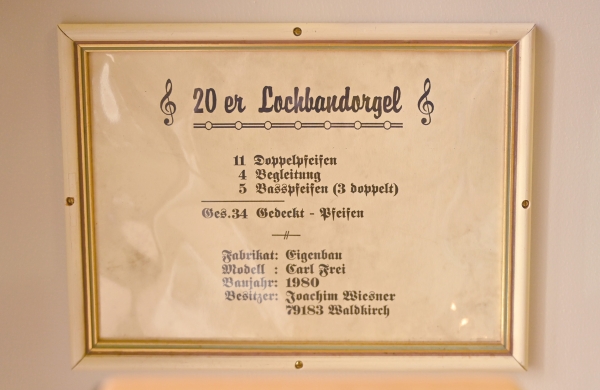 20 er Lochbandorgel
11 Doppelpfeifen
4 Begleitung
5 Basspfeifen (3 doppelt)
Ges.34 Gedeckt - Pfeifen
Fabrikat: Eigenbau
Modell : Carl Frei
Baujahr: 1980
Besitzer: Joachim Wiesner
79183 Waldkirch